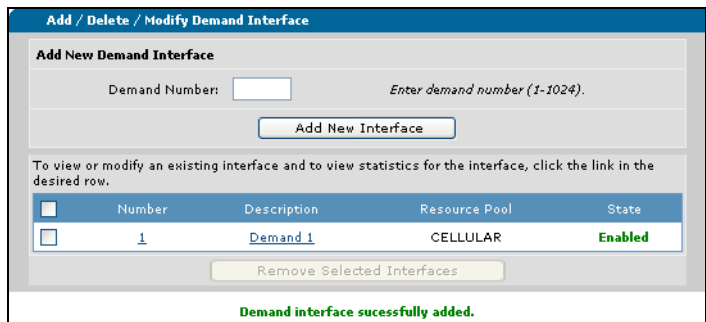 Add / Delete / Modify Demand Interface
Add New Demand Interface
Demand Number: Enter demand number (1-1024).
Add New Interface
To view or modify an existing interface and to view statistics for the interface, click the link in the
desired row.
Number Description Resource Pool State
1 Demand 1 CELLULAR Enabled
Remove Selected Interfaces
Demand interface sucessfully added.